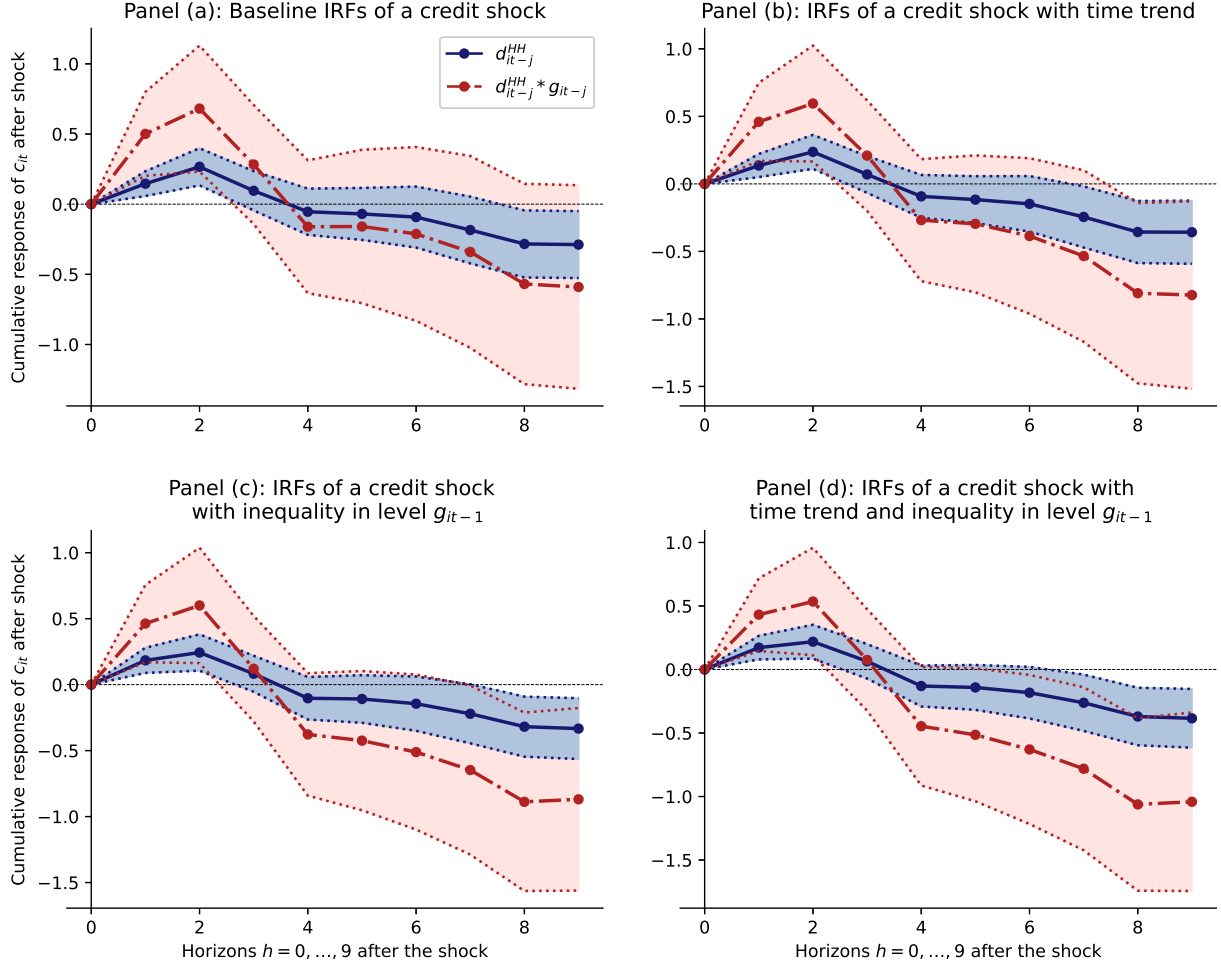 Panel (a): Baseline IRFs of a credit shock
Cumulative response of c_{it} after shock
1.0
0.5
0.0
−0.5
−1.0
0 2 4 6 8
d^{HH}_{it−j}
d^{HH}_{it−j} * g_{it−j}
Panel (b): IRFs of a credit shock with time trend
1.0
0.5
0.0
−0.5
−1.0
−1.5
0 2 4 6 8
Panel (c): IRFs of a credit shock
with inequality in level g_{it−1}
Cumulative response of c_{it} after shock
1.0
0.5
0.0
−0.5
−1.0
−1.5
0 2 4 6 8
Horizons h = 0, ..., 9 after the shock
Panel (d): IRFs of a credit shock with
time trend and inequality in level g_{it−1}
1.0
0.5
0.0
−0.5
−1.0
−1.5
0 2 4 6 8
Horizons h = 0, ..., 9 after the shock